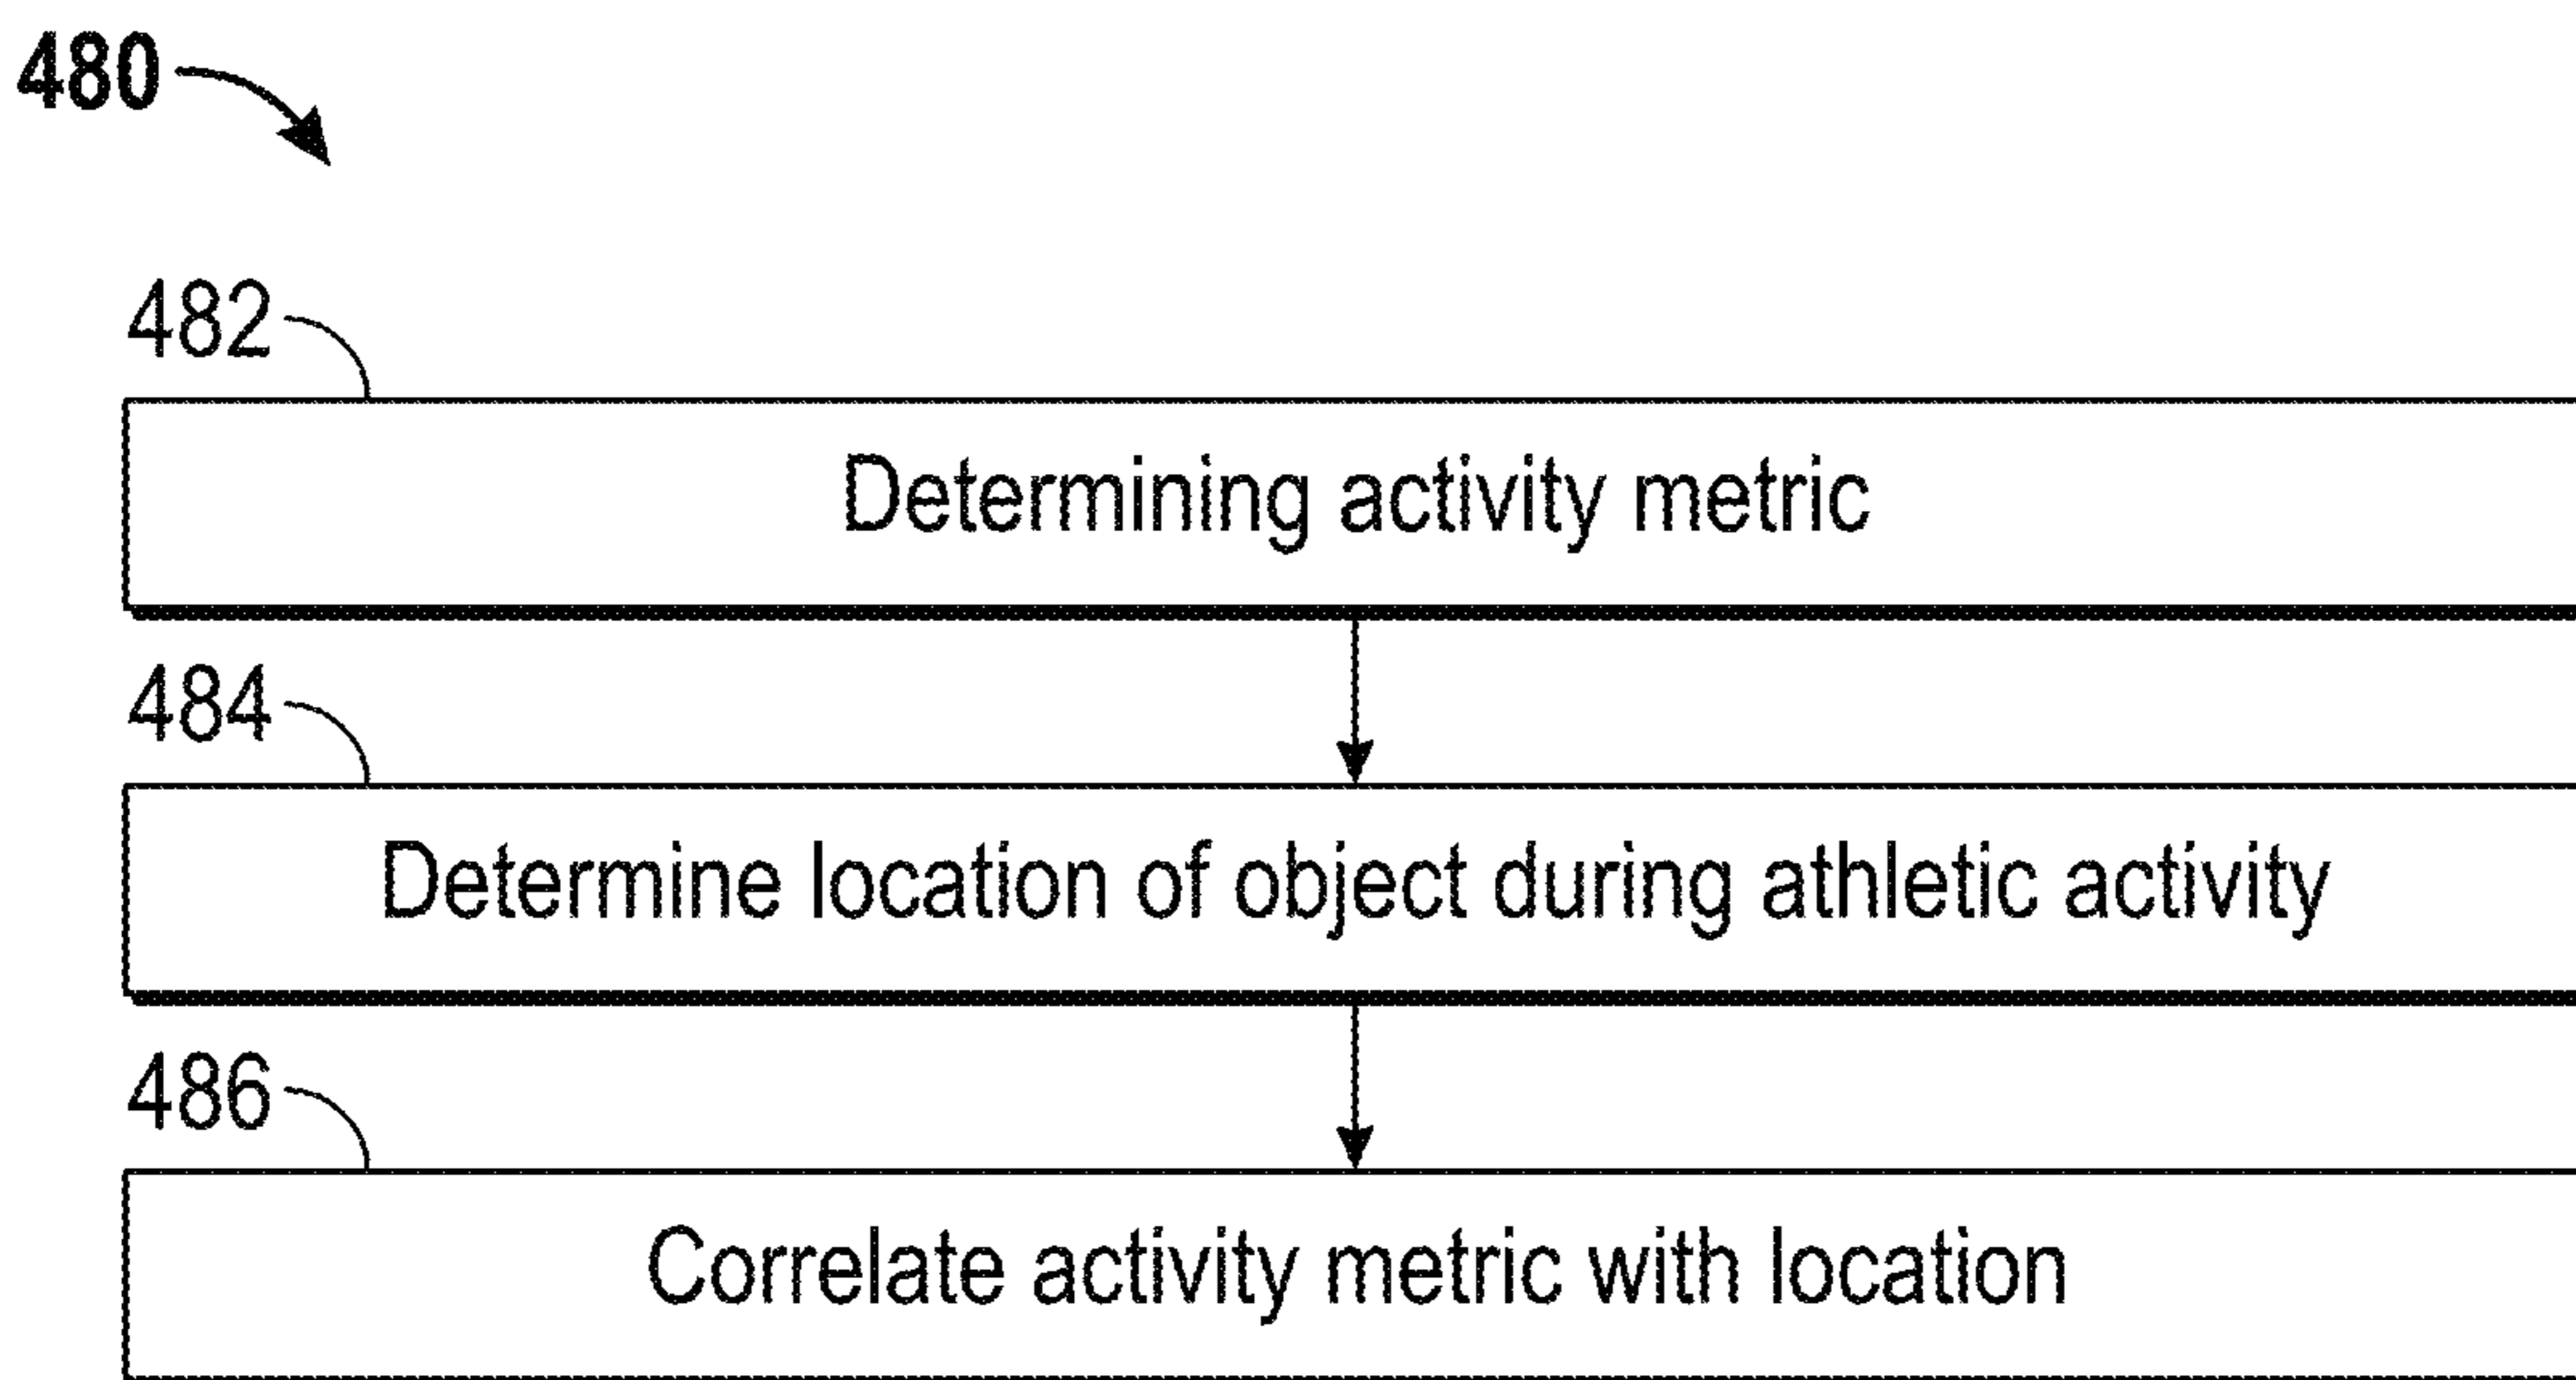 480
482
Determining activity metric
484
Determine location of object during athletic activity
486
Correlate activity metric with location